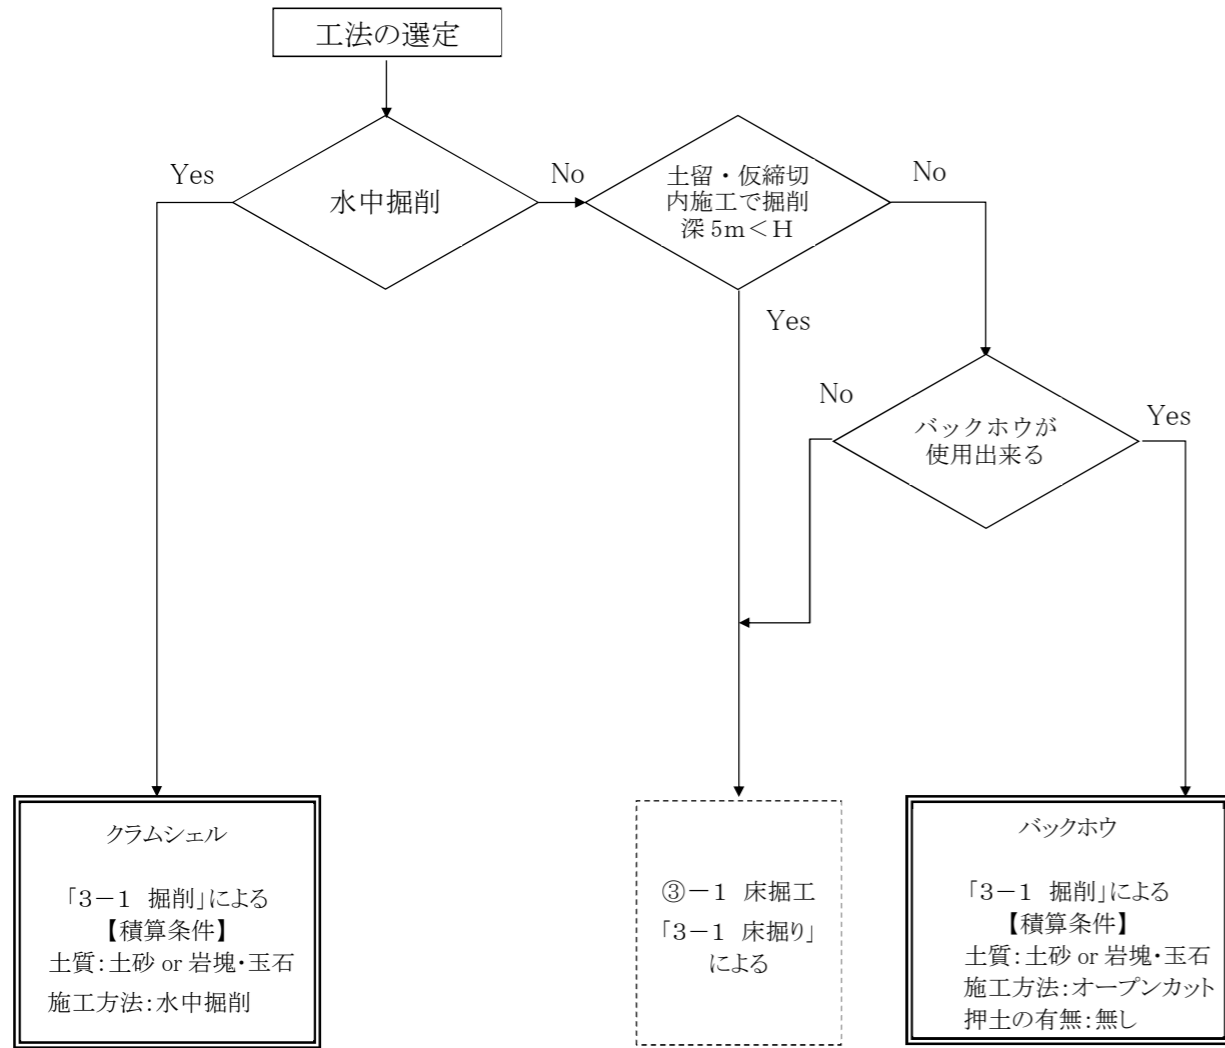 工法の選定
Yes
水中掘削
No
土留・仮締切
内施工で掘削
深 5m<H
No
Yes
No
バックホウが
使用出来る
Yes
クラムシェル
「3-1 掘削」による
【積算条件】
土質:土砂 or 岩塊・玉石
施工方法:水中掘削
③-1 床掘工
「3-1 床掘り」
による
バックホウ
「3-1 掘削」による
【積算条件】
土質:土砂 or 岩塊・玉石
施工方法:オープンカット
押土の有無:無し